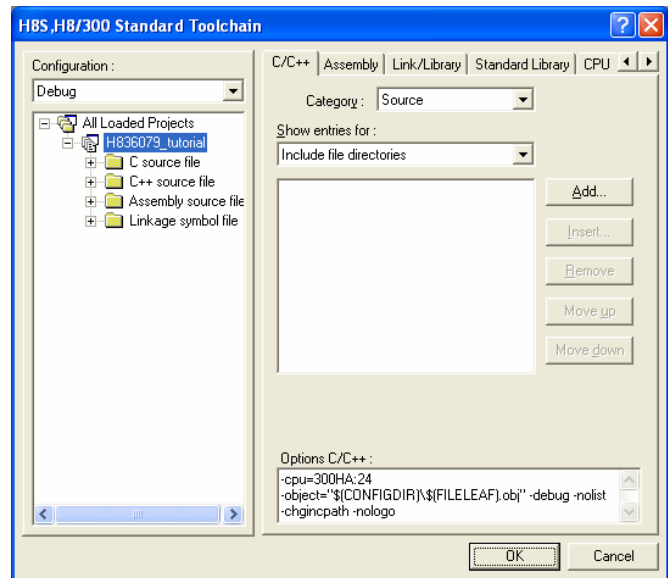 H8S,H8/300 Standard Toolchain
Configuration :
Debug
All Loaded Projects
H836079_tutorial
C source file
C++ source file
Assembly source file
Linkage symbol file
C/C++ Assembly Link/Library Standard Library CPU
Category : Source
Show entries for :
Include file directories
Add...
Insert...
Remove
Move up
Move down
Options C/C++ :
-cpu=300HA:24
-object="$(CONFIGDIR)\$(FILELEAF).obj" -debug -nolist
-chgincpath -nologo
OK Cancel